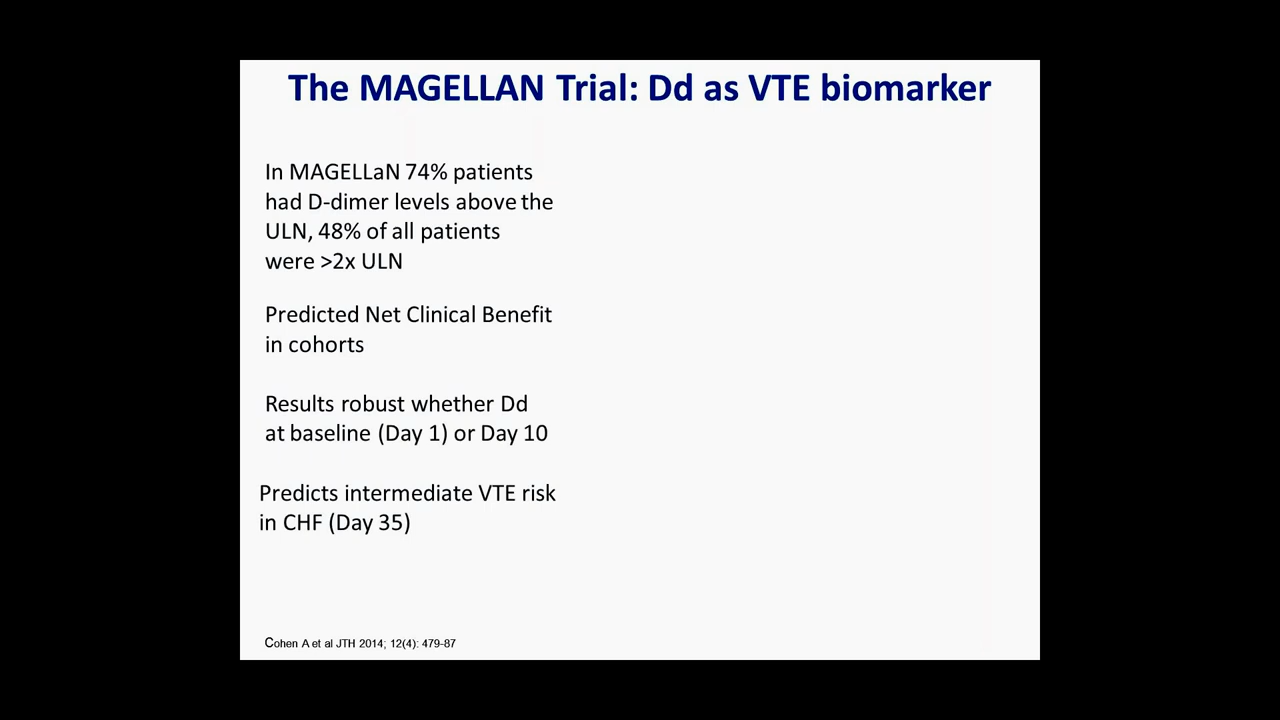 The MAGELLAN Trial: Dd as VTE biomarker
In MAGELLaN 74% patients
had D-dimer levels above the
ULN, 48% of all patients
were >2x ULN
Predicted Net Clinical Benefit
in cohorts
Results robust whether Dd
at baseline (Day 1) or Day 10
Predicts intermediate VTE risk
in CHF (Day 35)
Cohen A et al JTH 2014; 12(4): 479-87